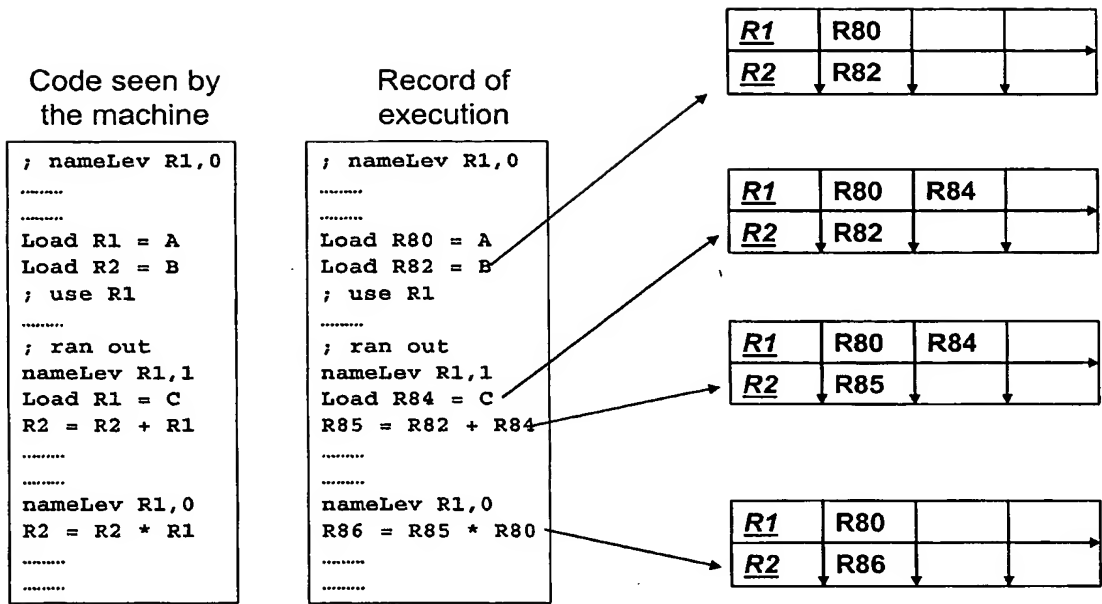 Code seen by
the machine
; nameLev R1,0
.........
.........
Load R1 = A
Load R2 = B
; use R1
.........
; ran out
nameLev R1,1
Load R1 = C
R2 = R2 + R1
.........
.........
nameLev R1,0
R2 = R2 * R1
.........
.........
Record of
execution
; nameLev R1,0
.........
.........
Load R80 = A
Load R82 = B
; use R1
.........
; ran out
nameLev R1,1
Load R84 = C
R85 = R82 + R84
.........
.........
nameLev R1,0
R86 = R85 * R80
.........
.........
R1 R80
R2 R82
R1 R80 R84
R2 R82
R1 R80 R84
R2 R85
R1 R80
R2 R86